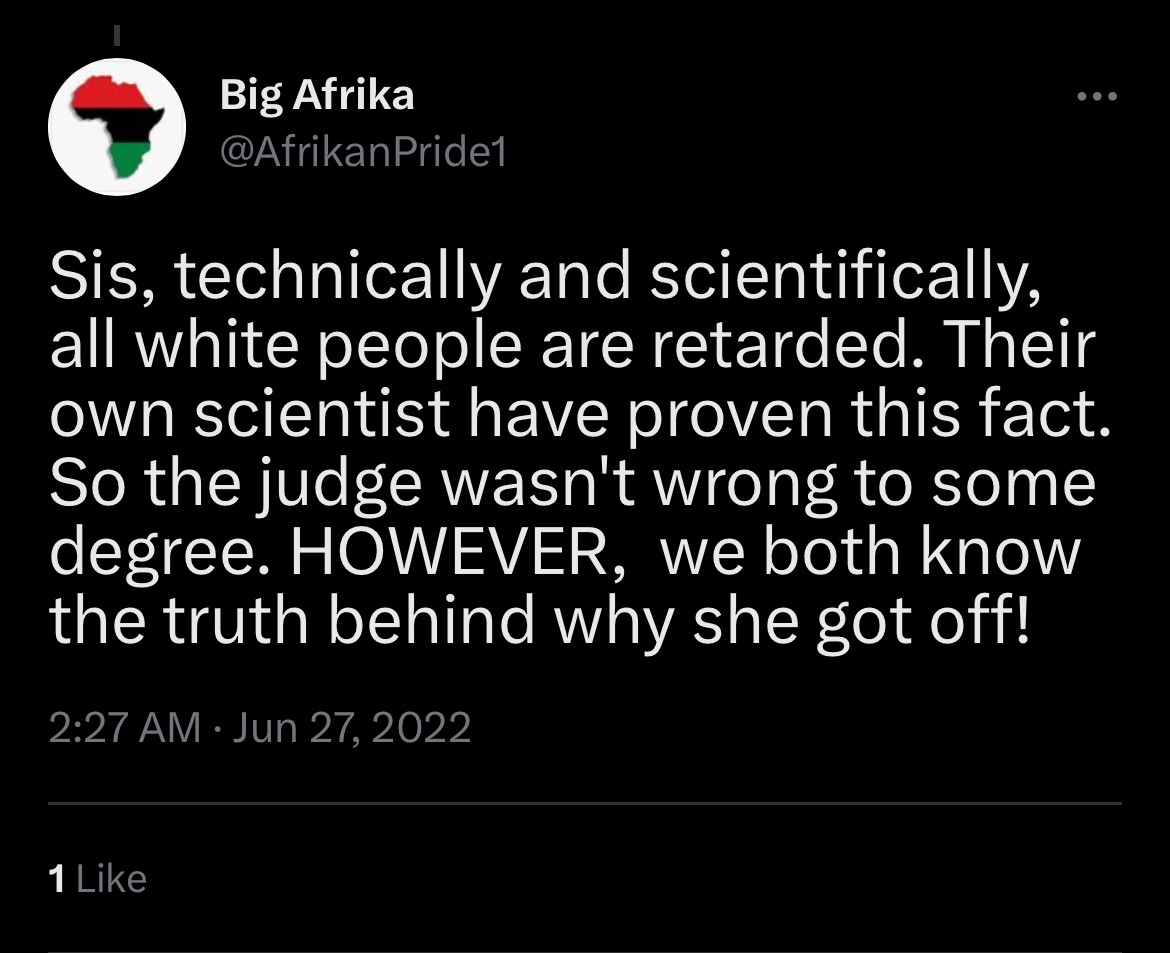 Big Afrika
@AfrikanPride1
Sis, technically and scientifically,
all white people are retarded. Their
own scientist have proven this fact.
So the judge wasn't wrong to some
degree. HOWEVER,  we both know
the truth behind why she got off!
2:27 AM · Jun 27, 2022
1 Like